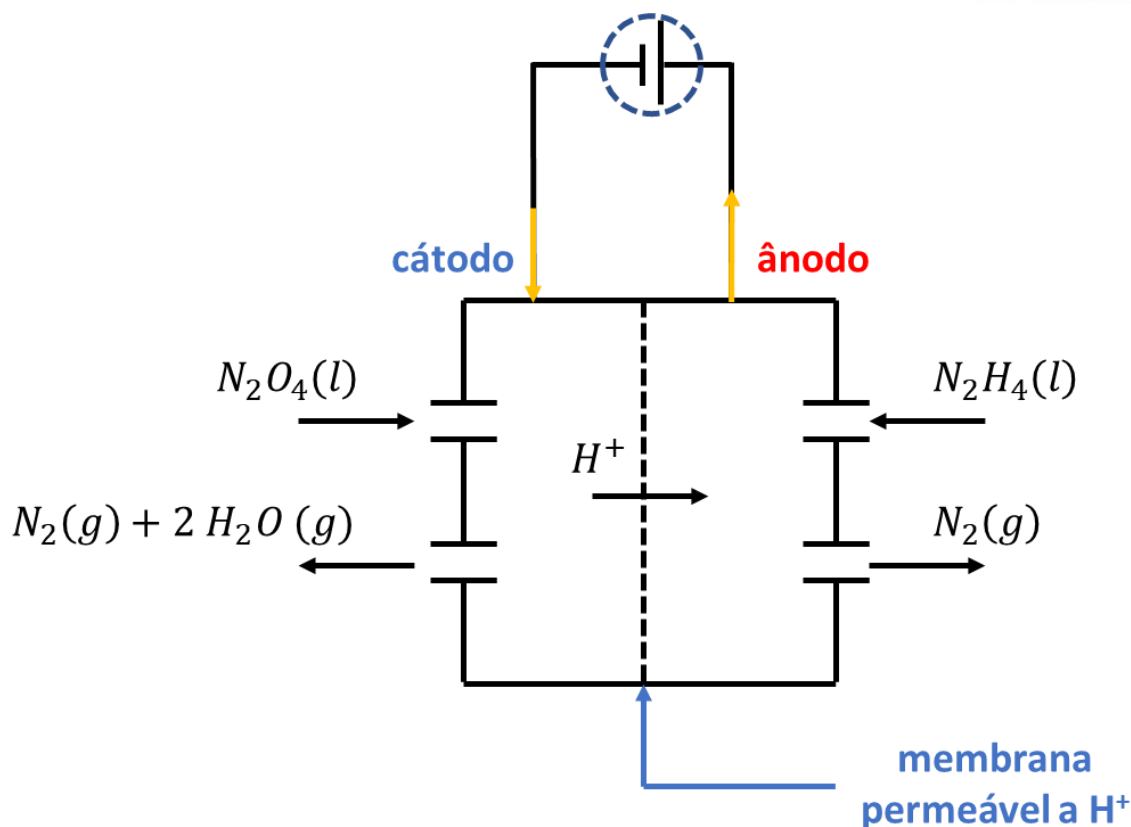 cátodo
ânodo
N₂O₄(l)
N₂H₄(l)
H⁺
N₂(g) + 2 H₂O (g)
N₂(g)
membrana
permeável a H⁺